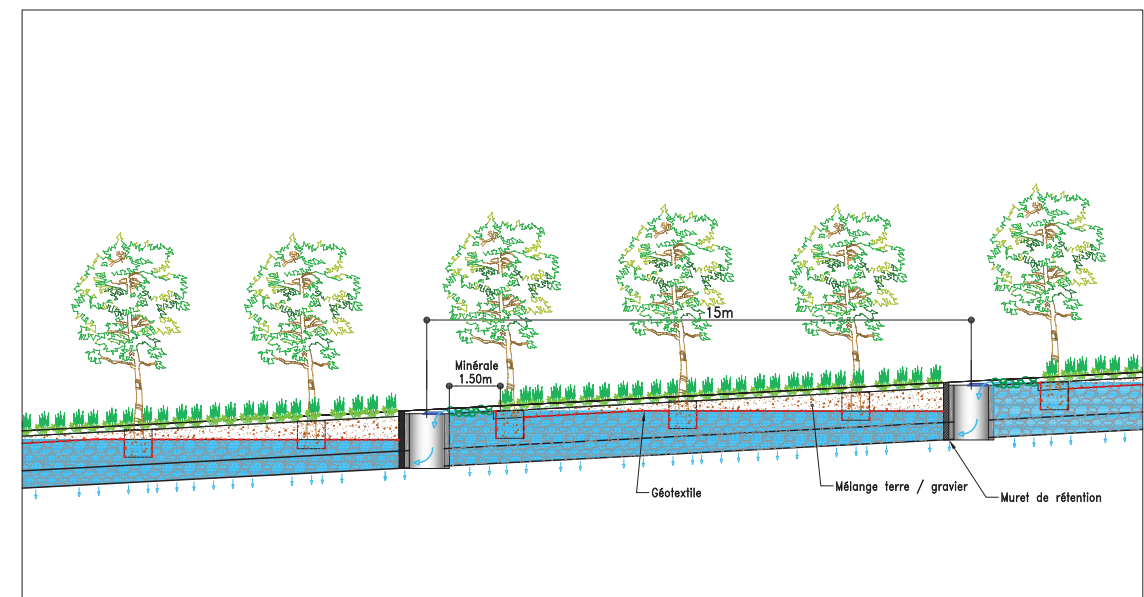 15m
Minérale
1.50m
Géotextile
Mélange terre / gravier
Muret de rétention